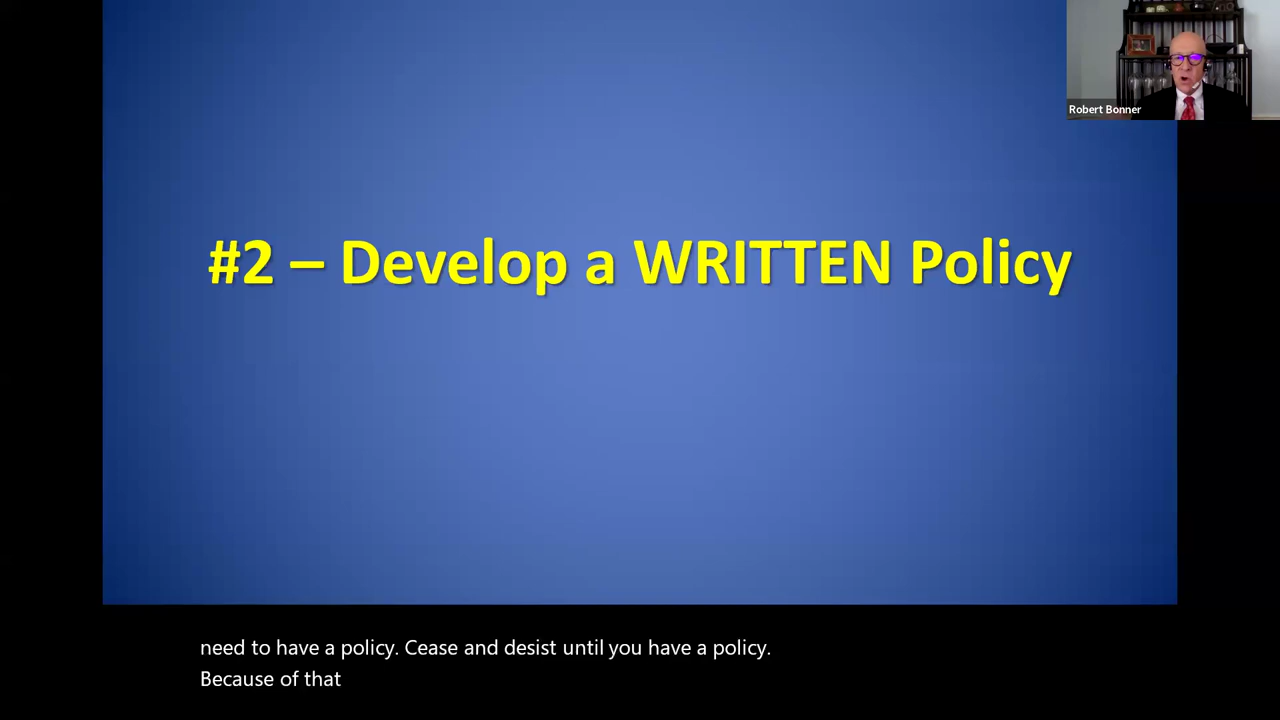 Robert Bonner
#2 – Develop a WRITTEN Policy
need to have a policy. Cease and desist until you have a policy.
Because of that